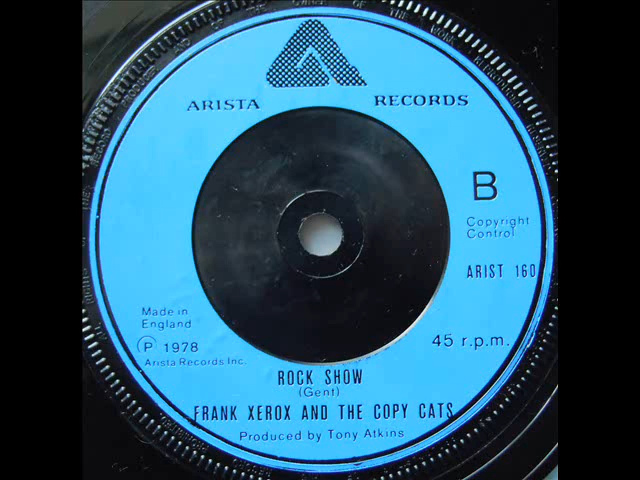 ARISTA RECORDS
B
Copyright
Control
ARIST 160
Made in
England
℗ 1978
Arista Records Inc.
45 r.p.m.
ROCK SHOW
(Gent)
FRANK XEROX AND THE COPY CATS
Produced by Tony Atkins